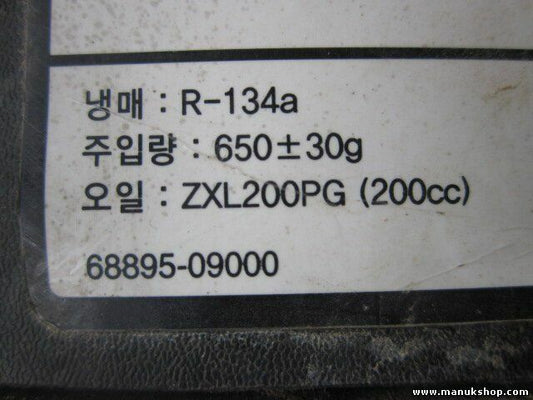 냉매 : R-134a
주입량 : 650±30g
오일 : ZXL200PG (200cc)
68895-09000
www.manukshop.com